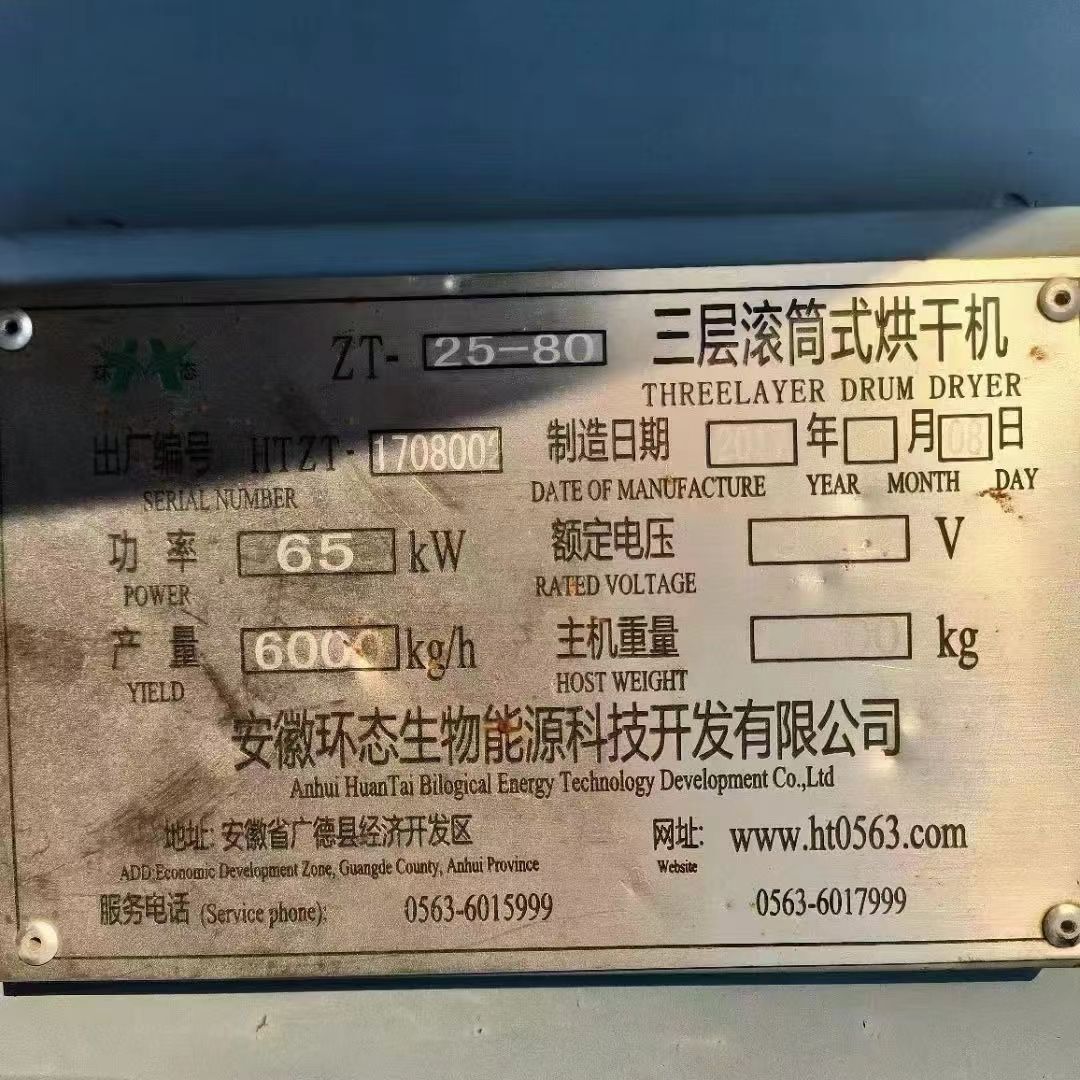 ZT- 25-80 三层滚筒式烘干机
THREELAYER DRUM DRYER
出厂编号 HTZT- 1708002 制造日期 年 月 08 日
SERIAL NUMBER DATE OF MANUFACTURE YEAR MONTH DAY
功率 65 kW 额定电压 V
POWER RATED VOLTAGE
产量 6000 kg/h 主机重量 kg
YIELD HOST WEIGHT
安徽环态生物能源科技开发有限公司
Anhui HuanTai Bilogical Energy Technology Development Co.,Ltd
地址: 安徽省广德县经济开发区 网址: www.ht0563.com
ADD:Economic Development Zone, Guangde County, Anhui Province Website
服务电话 (Service phone): 0563-6015999 0563-6017999